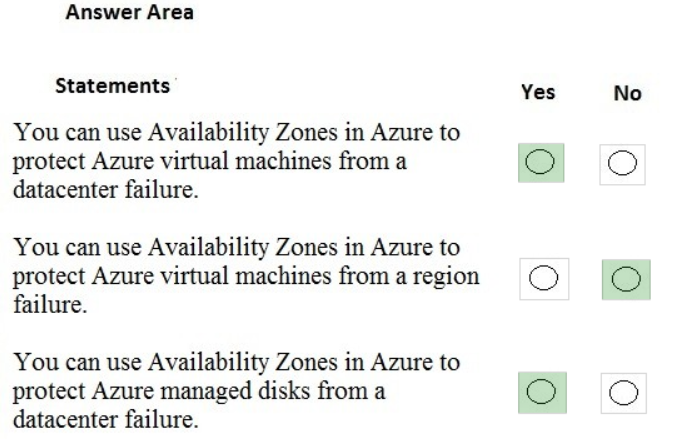 Answer Area
Statements
Yes No
You can use Availability Zones in Azure to
protect Azure virtual machines from a
datacenter failure.
You can use Availability Zones in Azure to
protect Azure virtual machines from a region
failure.
You can use Availability Zones in Azure to
protect Azure managed disks from a
datacenter failure.